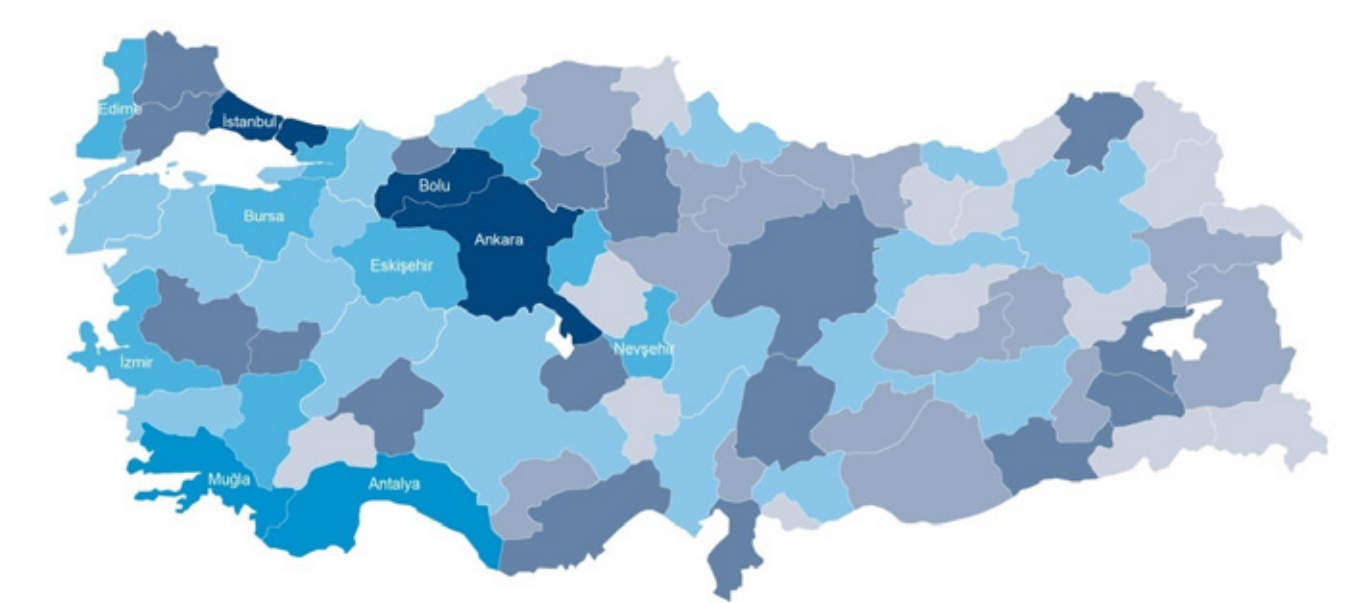 Edirne
İstanbul
Bolu
Bursa
Ankara
Eskişehir
Nevşehir
İzmir
Muğla
Antalya